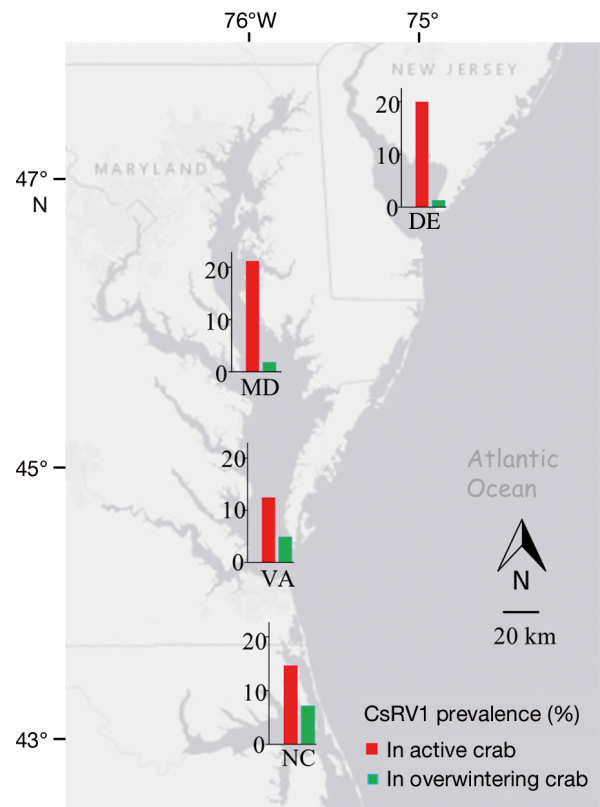 76°W 75°
NEW JERSEY
20
10
0
DE
MARYLAND
47°
N
20
10
0
MD
45°
20
10
0
VA
Atlantic
Ocean
N
20 km
20
10
0
NC
43°
CsRV1 prevalence (%)
In active crab
In overwintering crab